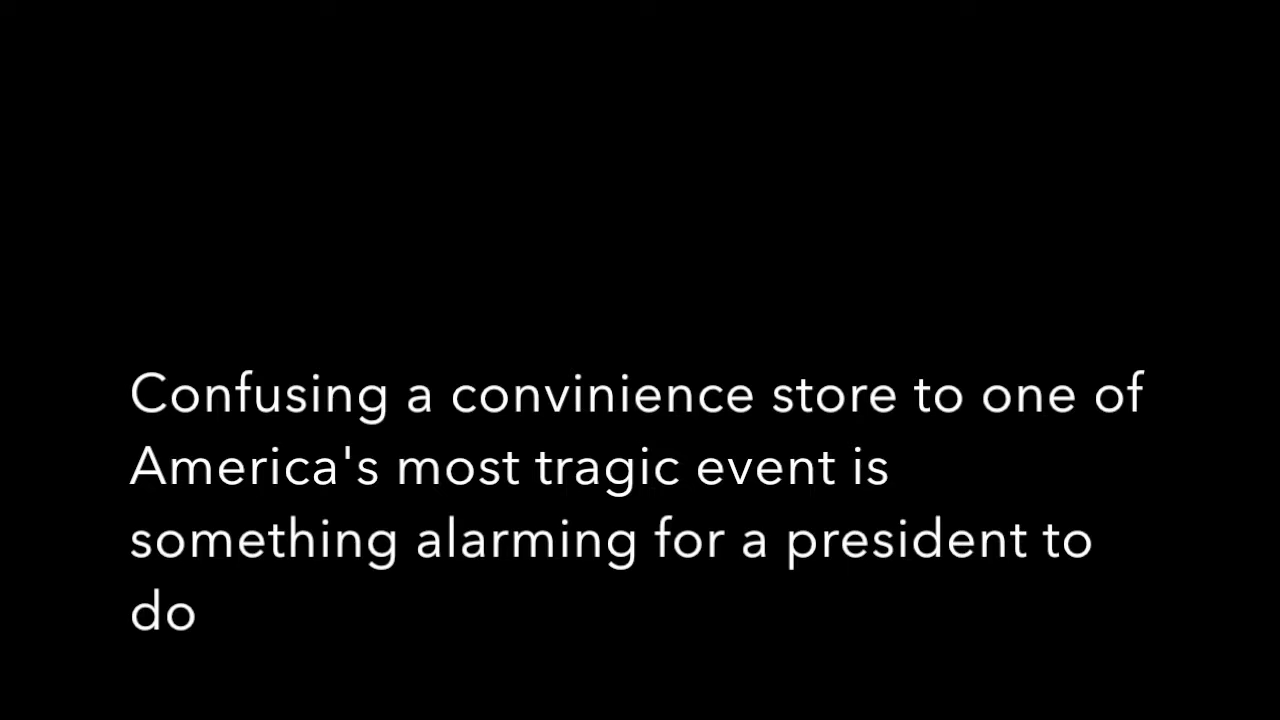 Confusing a convinience store to one of
America's most tragic event is
something alarming for a president to
do